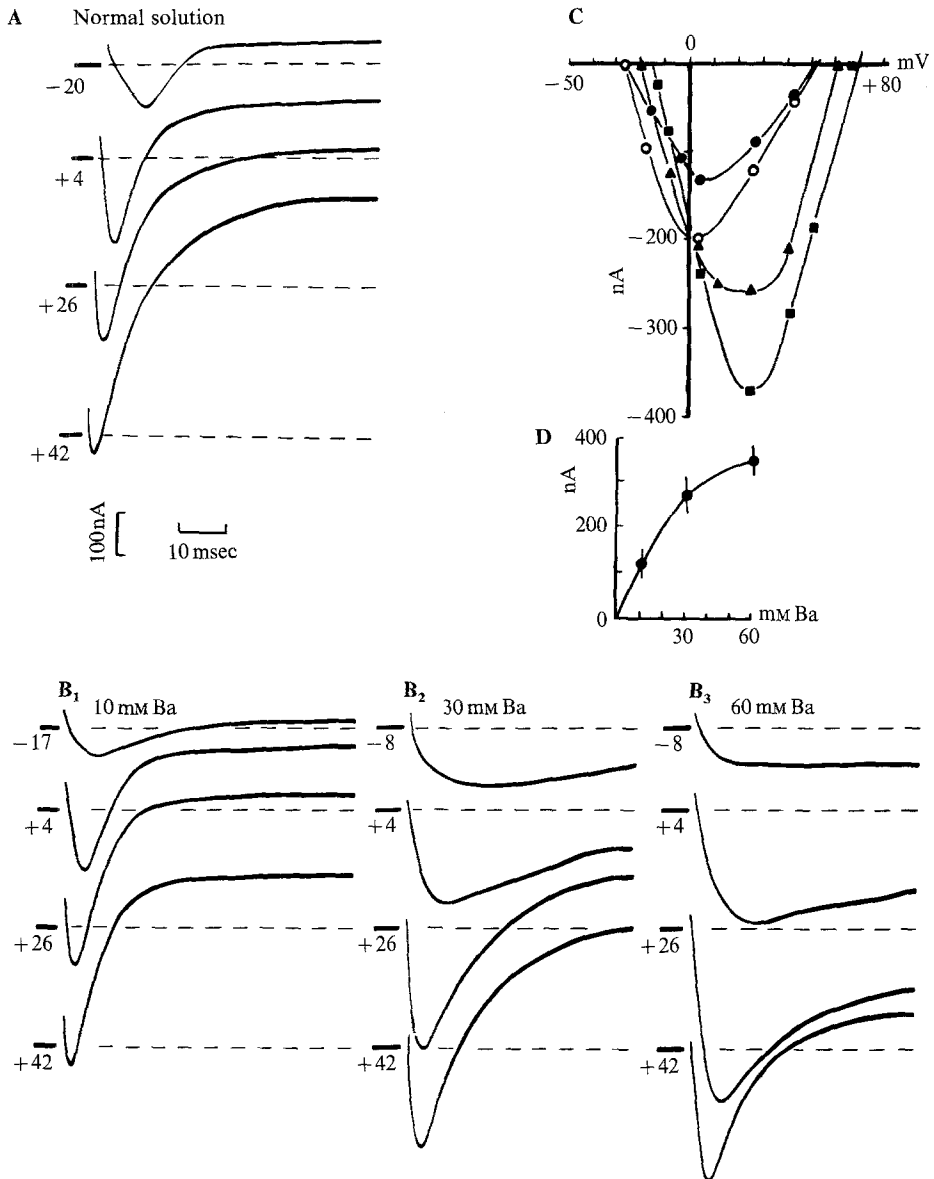 A Normal solution
−20
+4
+26
+42
100 nA
10 msec
C
0
−50
mV
+80
−200
nA
−300
−400
D
400
nA
200
0
30
60
mM Ba
B1 10 mM Ba
−17
+4
+26
+42
B2 30 mM Ba
−8
+4
+26
+42
B3 60 mM Ba
−8
+4
+26
+42